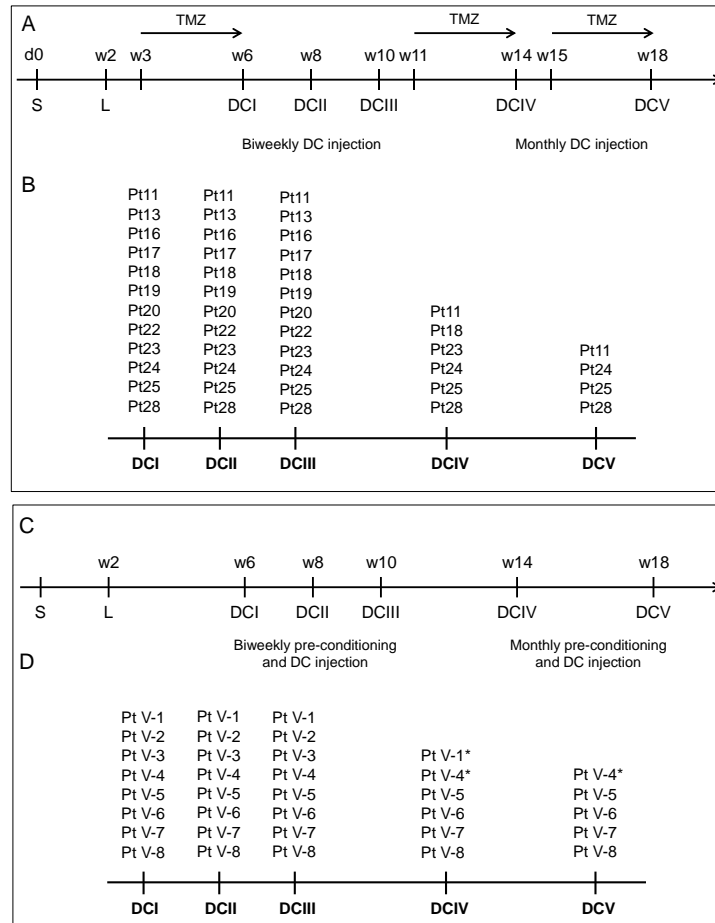 A
TMZ TMZ TMZ
d0 w2 w3 w6 w8 w10 w11 w14 w15 w18
S L DCI DCII DCIII DCIV DCV
Biweekly DC injection Monthly DC injection
B
Pt11 Pt11 Pt11
Pt13 Pt13 Pt13
Pt16 Pt16 Pt16
Pt17 Pt17 Pt17
Pt18 Pt18 Pt18
Pt19 Pt19 Pt19
Pt20 Pt20 Pt20 Pt11
Pt22 Pt22 Pt22 Pt18
Pt23 Pt23 Pt23 Pt23 Pt11
Pt24 Pt24 Pt24 Pt24 Pt24
Pt25 Pt25 Pt25 Pt25 Pt25
Pt28 Pt28 Pt28 Pt28 Pt28
DCI DCII DCIII DCIV DCV
C
w2 w6 w8 w10 w14 w18
S L DCI DCII DCIII DCIV DCV
Biweekly pre-conditioning Monthly pre-conditioning
and DC injection and DC injection
D
Pt V-1 Pt V-1 Pt V-1
Pt V-2 Pt V-2 Pt V-2
Pt V-3 Pt V-3 Pt V-3 Pt V-1*
Pt V-4 Pt V-4 Pt V-4 Pt V-4* Pt V-4*
Pt V-5 Pt V-5 Pt V-5 Pt V-5 Pt V-5
Pt V-6 Pt V-6 Pt V-6 Pt V-6 Pt V-6
Pt V-7 Pt V-7 Pt V-7 Pt V-7 Pt V-7
Pt V-8 Pt V-8 Pt V-8 Pt V-8 Pt V-8
DCI DCII DCIII DCIV DCV